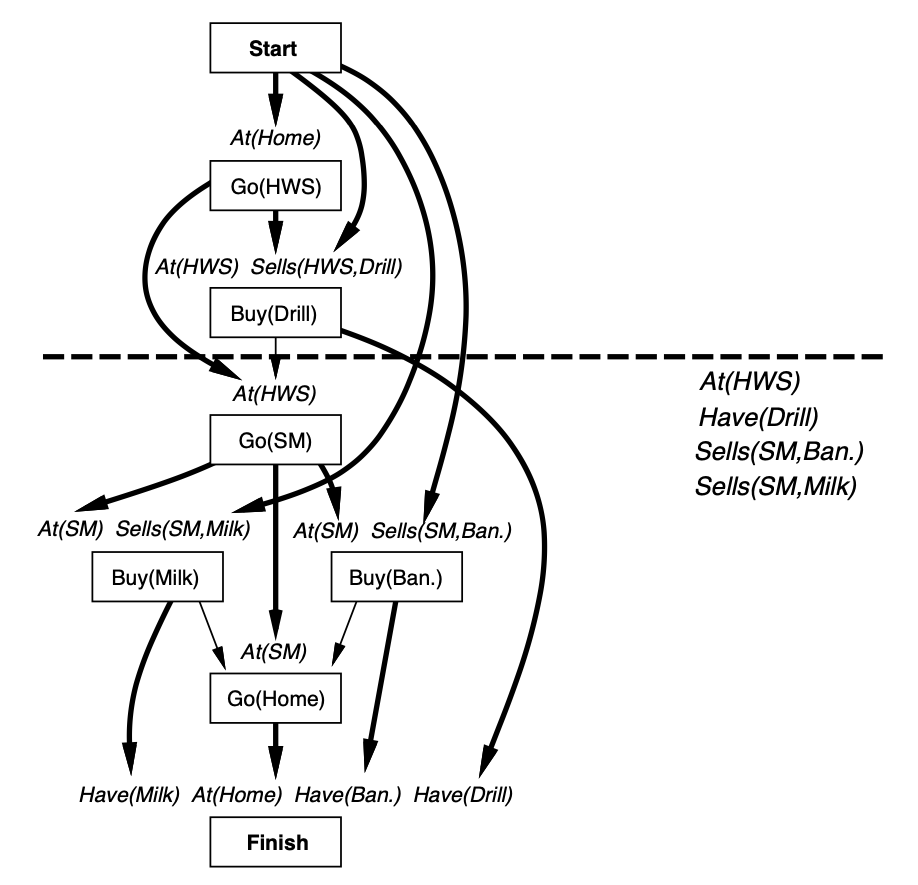 Start
At(Home)
Go(HWS)
At(HWS) Sells(HWS,Drill)
Buy(Drill)
At(HWS)
Have(Drill)
Sells(SM,Ban.)
Sells(SM,Milk)
At(HWS)
Go(SM)
At(SM) Sells(SM,Milk) At(SM) Sells(SM,Ban.)
Buy(Milk) Buy(Ban.)
At(SM)
Go(Home)
Have(Milk) At(Home) Have(Ban.) Have(Drill)
Finish